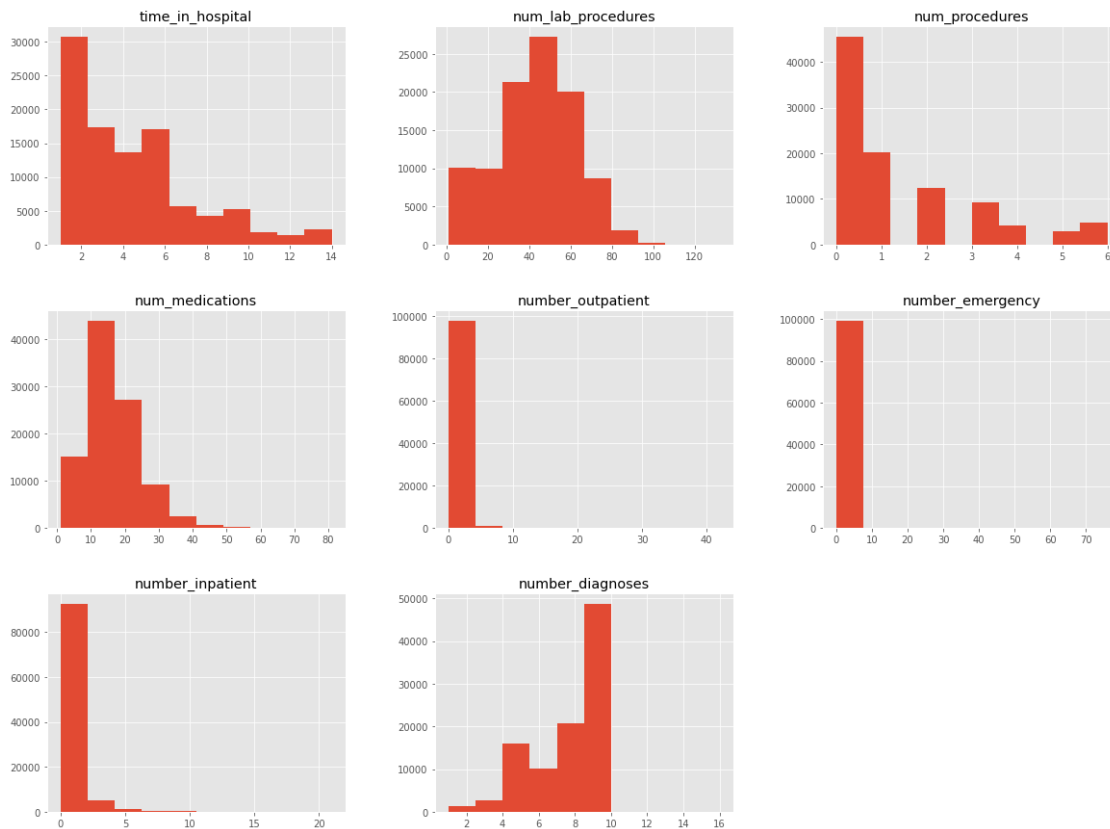 time_in_hospital
30000
25000
20000
15000
10000
5000
0
2 4 6 8 10 12 14
num_lab_procedures
25000
20000
15000
10000
5000
0
0 20 40 60 80 100 120
num_procedures
40000
30000
20000
10000
0
0 1 2 3 4 5 6
num_medications
40000
30000
20000
10000
0
0 10 20 30 40 50 60 70 80
number_outpatient
100000
80000
60000
40000
20000
0
0 10 20 30 40
number_emergency
100000
80000
60000
40000
20000
0
0 10 20 30 40 50 60 70
number_inpatient
80000
60000
40000
20000
0
0 5 10 15 20
number_diagnoses
50000
40000
30000
20000
10000
0
2 4 6 8 10 12 14 16